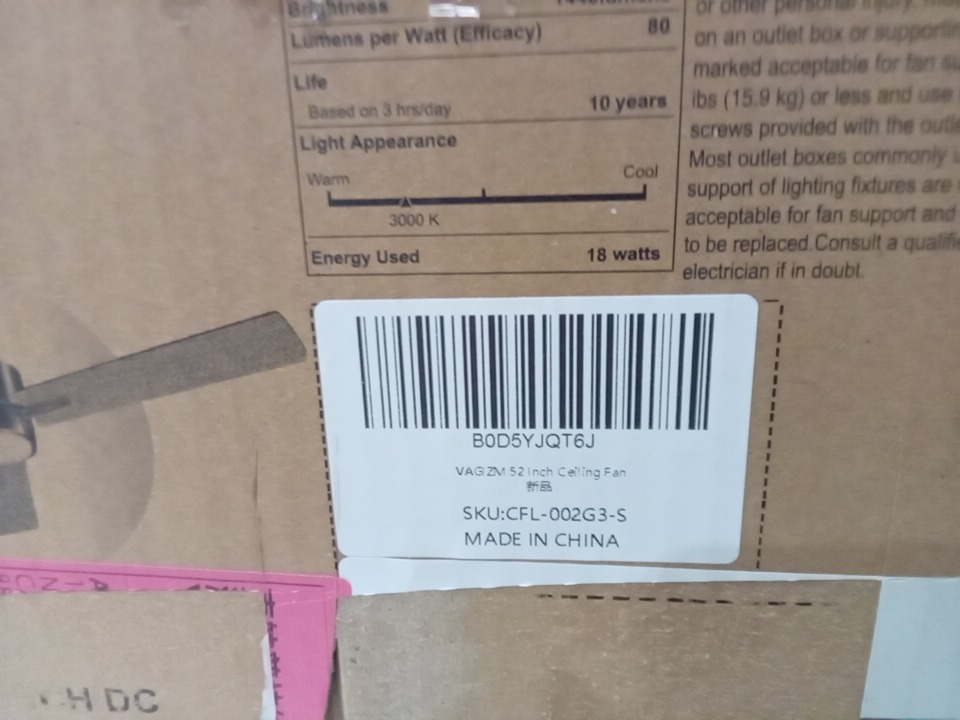 Brightness
Lumens per Watt (Efficacy) 80
Life
Based on 3 hrs/day 10 years
Light Appearance
Warm Cool
3000 K
Energy Used 18 watts
or other personal injury.
on an outlet box or
marked acceptable for fan
lbs (15.9 kg) or less and use
screws provided with the
Most outlet boxes commonly
support of lighting fixtures are
acceptable for fan support and
to be replaced.Consult a
electrician if in doubt.
B0D5YJQT6J
VAGIZM 52 Inch Ceiling Fan
新品
SKU:CFL-002G3-S
MADE IN CHINA
H DC